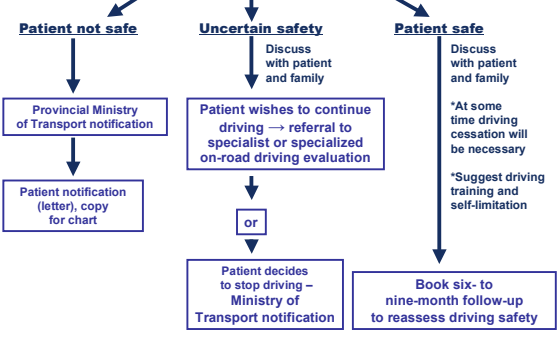 Patient not safe
Provincial Ministry
of Transport notification
Patient notification
(letter), copy
for chart
Uncertain safety
Discuss
with patient
and family
Patient wishes to continue
driving → referral to
specialist or specialized
on-road driving evaluation
or
Patient decides
to stop driving –
Ministry of
Transport notification
Patient safe
Discuss
with patient
and family
*At some
time driving
cessation will
be necessary
*Suggest driving
training and
self-limitation
Book six- to
nine-month follow-up
to reassess driving safety